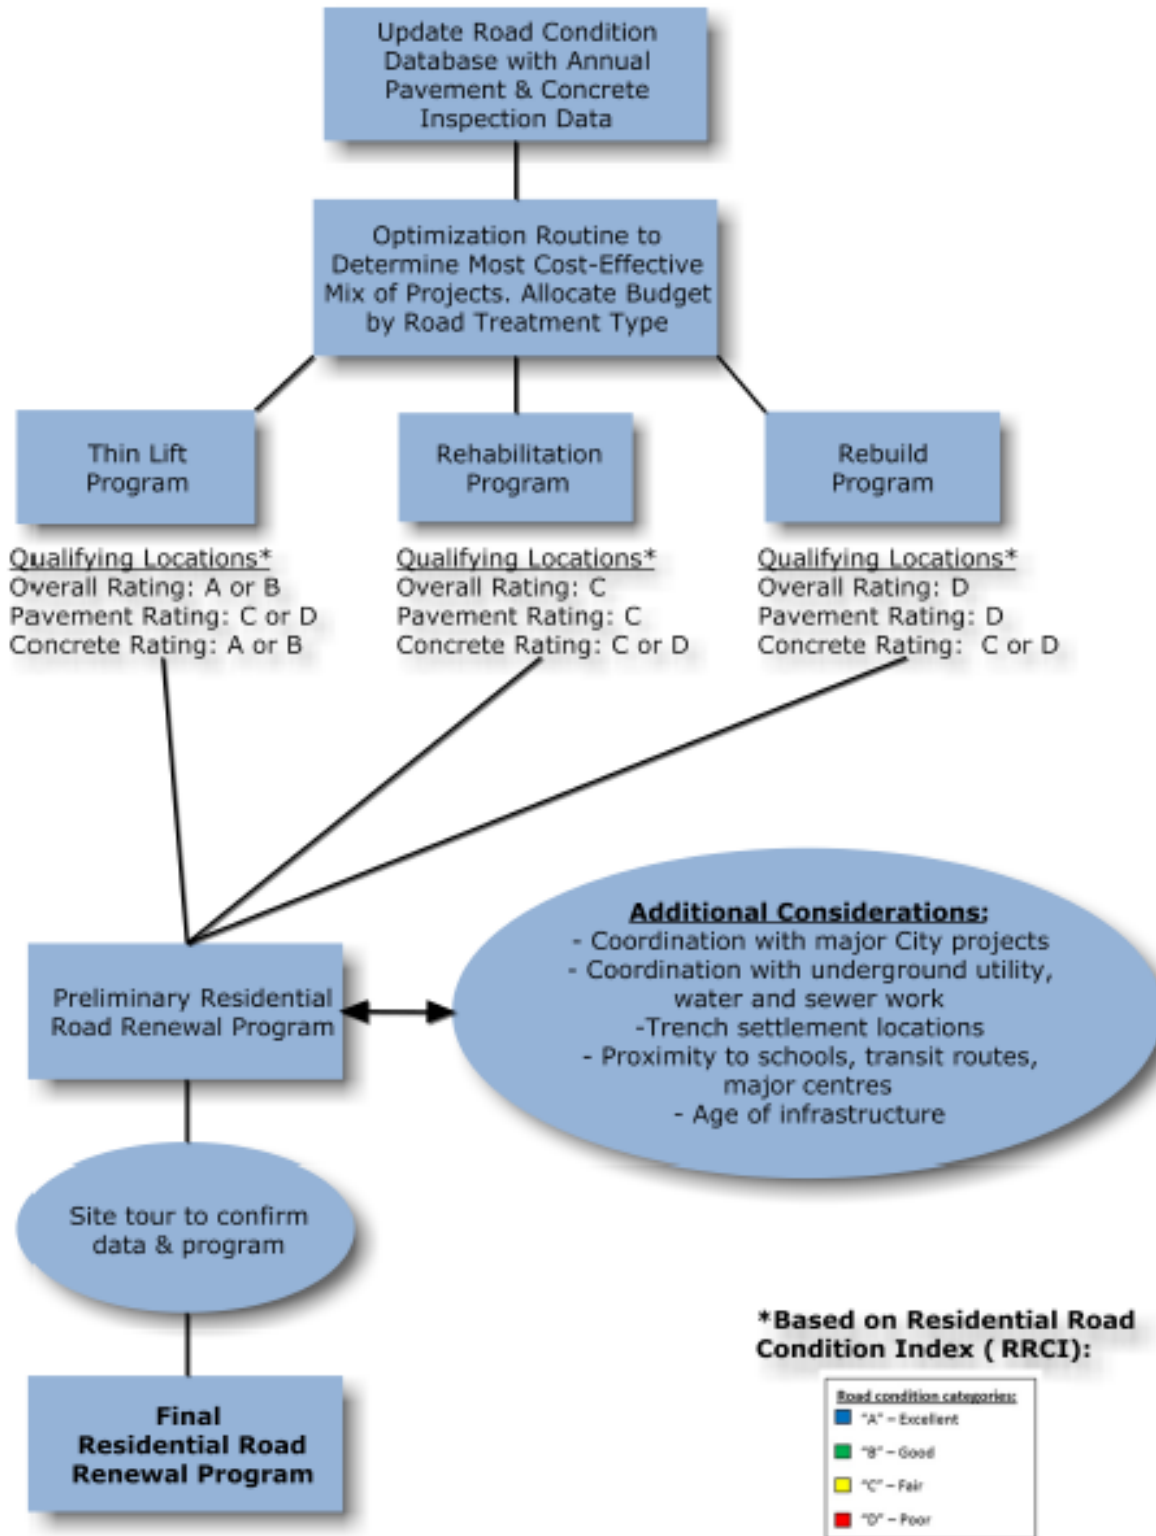 Update Road Condition
Database with Annual
Pavement & Concrete
Inspection Data
Optimization Routine to
Determine Most Cost-Effective
Mix of Projects. Allocate Budget
by Road Treatment Type
Thin Lift
Program
Rehabilitation
Program
Rebuild
Program
Qualifying Locations*
Overall Rating: A or B
Pavement Rating: C or D
Concrete Rating: A or B
Qualifying Locations*
Overall Rating: C
Pavement Rating: C
Concrete Rating: C or D
Qualifying Locations*
Overall Rating: D
Pavement Rating: D
Concrete Rating: C or D
Additional Considerations:
- Coordination with major City projects
- Coordination with underground utility,
water and sewer work
-Trench settlement locations
- Proximity to schools, transit routes,
major centres
- Age of infrastructure
Preliminary Residential
Road Renewal Program
Site tour to confirm
data & program
Final
Residential Road
Renewal Program
*Based on Residential Road
Condition Index ( RRCI):
Road condition categories:
"A" – Excellent
"B" – Good
"C" – Fair
"D" – Poor